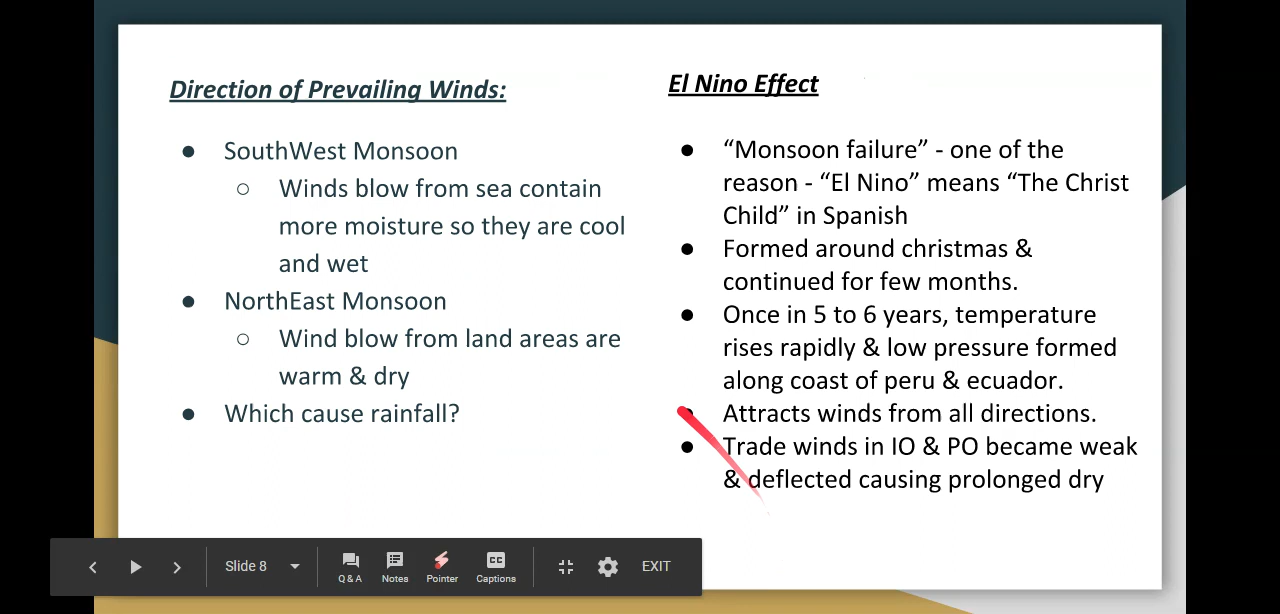 Direction of Prevailing Winds:
● SouthWest Monsoon
○ Winds blow from sea contain
more moisture so they are cool
and wet
● NorthEast Monsoon
○ Wind blow from land areas are
warm & dry
● Which cause rainfall?
El Nino Effect
● “Monsoon failure” - one of the
reason - “El Nino” means “The Christ
Child” in Spanish
● Formed around christmas &
continued for few months.
● Once in 5 to 6 years, temperature
rises rapidly & low pressure formed
along coast of peru & ecuador.
● Attracts winds from all directions.
● Trade winds in IO & PO became weak
& deflected causing prolonged dry
Slide 8
Q & A
Notes
Pointer
CC
Captions
EXIT